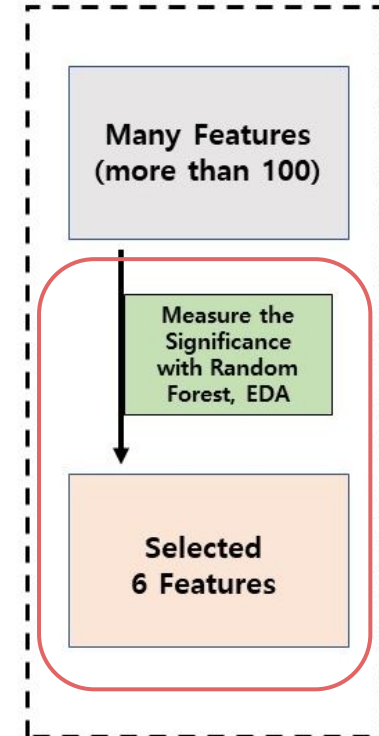 Many Features
(more than 100)
Measure the
Significance
with Random
Forest, EDA
Selected
6 Features